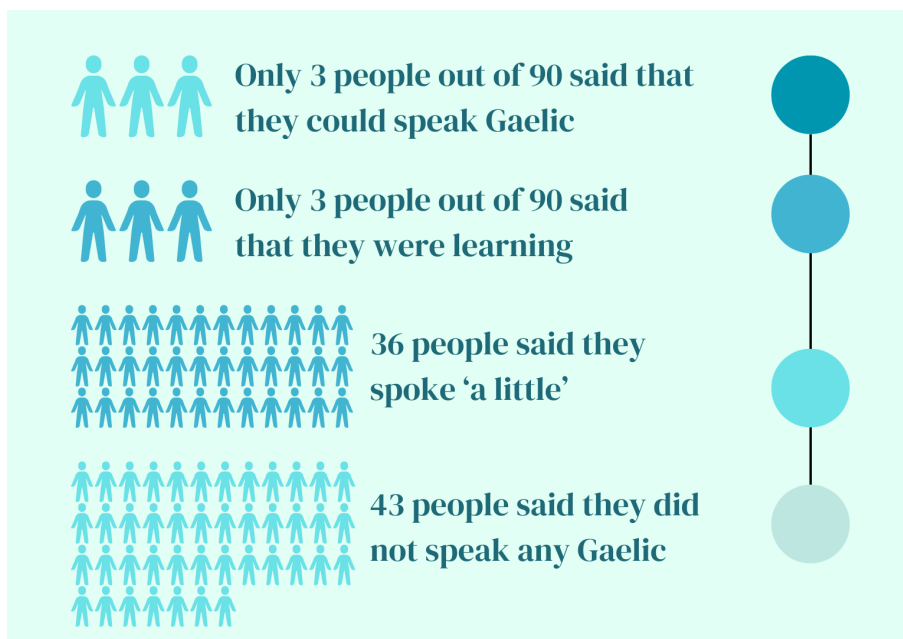 Only 3 people out of 90 said that
they could speak Gaelic
Only 3 people out of 90 said
that they were learning
36 people said they
spoke ‘a little’
43 people said they did
not speak any Gaelic